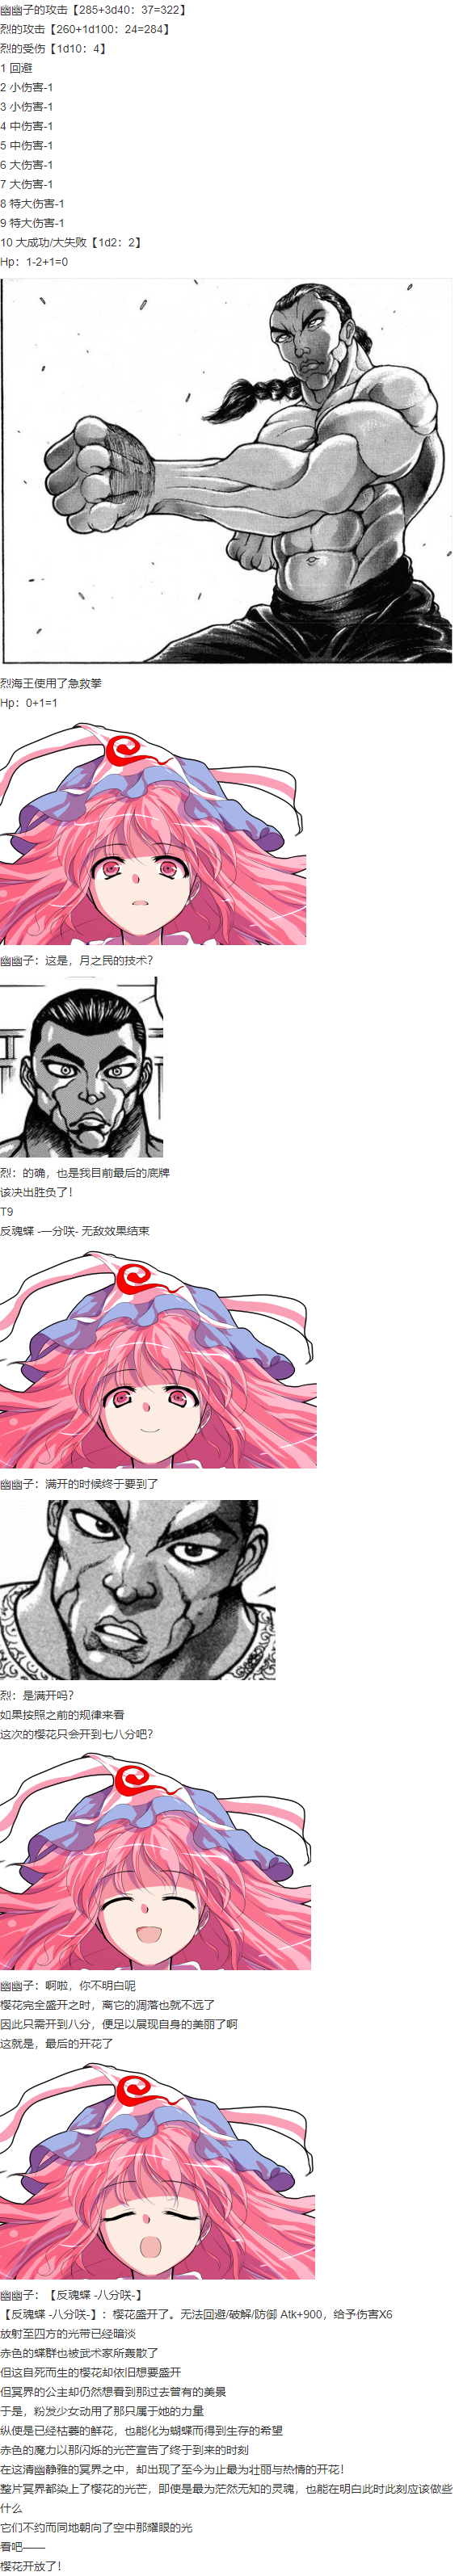 幽幽子的攻击【285+3d40：37=322】
烈的攻击【260+1d100：24=284】
烈的受伤【1d10：4】
1 回避
2 小伤害-1
3 小伤害-1
4 中伤害-1
5 中伤害-1
6 大伤害-1
7 大伤害-1
8 特大伤害-1
9 特大伤害-1
10 大成功/大失败【1d2：2】
Hp：1-2+1=0
烈海王使用了急救拳
Hp：0+1=1
幽幽子：这是，月之民的技术？
烈：的确，也是我目前最后的底牌
该决出胜负了！
T9
反魂蝶 -一分咲- 无敌效果结束
幽幽子：满开的时候终于要到了
烈：是满开吗？
如果按照之前的规律来看
这次的樱花只会开到七八分吧？
幽幽子：啊啦，你不明白呢
樱花完全盛开之时，离它的凋落也就不远了
因此只需开到八分，便足以展现自身的美丽了啊
这就是，最后的开花了
幽幽子：【反魂蝶 -八分咲-】
【反魂蝶 -八分咲-】：樱花盛开了。无法回避/破解/防御 Atk+900，给予伤害X6
放射至四方的光带已经暗淡
赤色的蝶群也被武术家所轰散了
但这自死而生的樱花却依旧想要盛开
但冥界的公主却仍然想看到那过去曾有的美景
于是，粉发少女动用了那只属于她的力量
纵使是已经枯萎的鲜花，也能化为蝴蝶而得到生存的希望
赤色的魔力以那闪烁的光芒宣告了终于到来的时刻
在这清幽静雅的冥界之中，却出现了至今为止最为壮丽与热情的开花！
整片冥界都染上了樱花的光芒，即使是最为茫然无知的灵魂，也能在明白此时此刻应该做些
什么
它们不约而同地朝向了空中那耀眼的光
看吧——
樱花开放了！